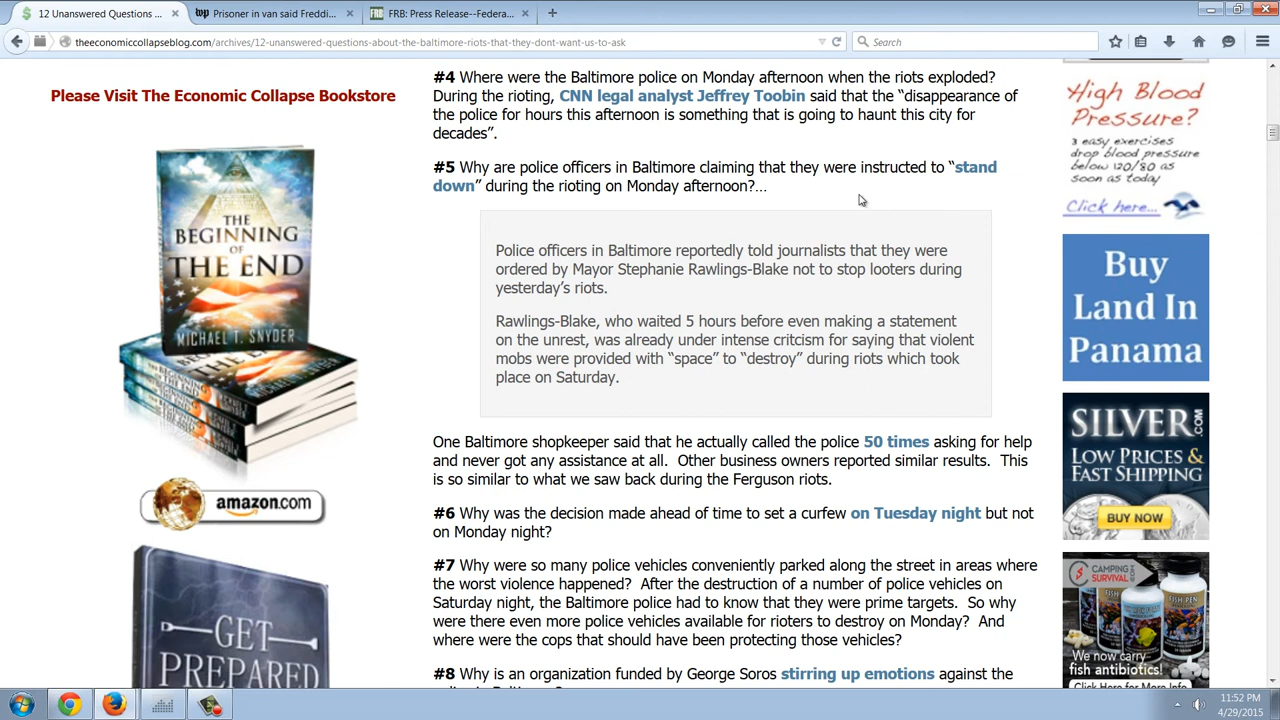 12 Unanswered Questions ...
Prisoner in van said Freddi...
FRB: Press Release--Federa...
theeconomiccollapseblog.com/archives/12-unanswered-questions-about-the-baltimore-riots-that-they-dont-want-us-to-ask
Search
Please Visit The Economic Collapse Bookstore
THE
BEGINNING
OF
THE END
MICHAEL T. SNYDER
amazon.com
GET
PREPARED
#4 Where were the Baltimore police on Monday afternoon when the riots exploded?
During the rioting, CNN legal analyst Jeffrey Toobin said that the “disappearance of
the police for hours this afternoon is something that is going to haunt this city for
decades”.
#5 Why are police officers in Baltimore claiming that they were instructed to “stand
down” during the rioting on Monday afternoon?...
Police officers in Baltimore reportedly told journalists that they were
ordered by Mayor Stephanie Rawlings-Blake not to stop looters during
yesterday’s riots.
Rawlings-Blake, who waited 5 hours before even making a statement
on the unrest, was already under intense critcism for saying that violent
mobs were provided with “space” to “destroy” during riots which took
place on Saturday.
One Baltimore shopkeeper said that he actually called the police 50 times asking for help
and never got any assistance at all. Other business owners reported similar results. This
is so similar to what we saw back during the Ferguson riots.
#6 Why was the decision made ahead of time to set a curfew on Tuesday night but not
on Monday night?
#7 Why were so many police vehicles conveniently parked along the street in areas where
the worst violence happened? After the destruction of a number of police vehicles on
Saturday night, the Baltimore police had to know that they were prime targets. So why
were there even more police vehicles available for rioters to destroy on Monday? And
where were the cops that should have been protecting those vehicles?
#8 Why is an organization funded by George Soros stirring up emotions against the
High Blood
Pressure?
3 easy exercises
drop blood pressure
below 120/80 as
soon as today
Click here...
Buy
Land In
Panama
SILVER.COM
LOW PRICES &
FAST SHIPPING
BUY NOW
CAMPING
SURVIVAL
FISH PEN
We now carry
fish antibiotics!
Click Here for More Info
11:52 PM
4/29/2015